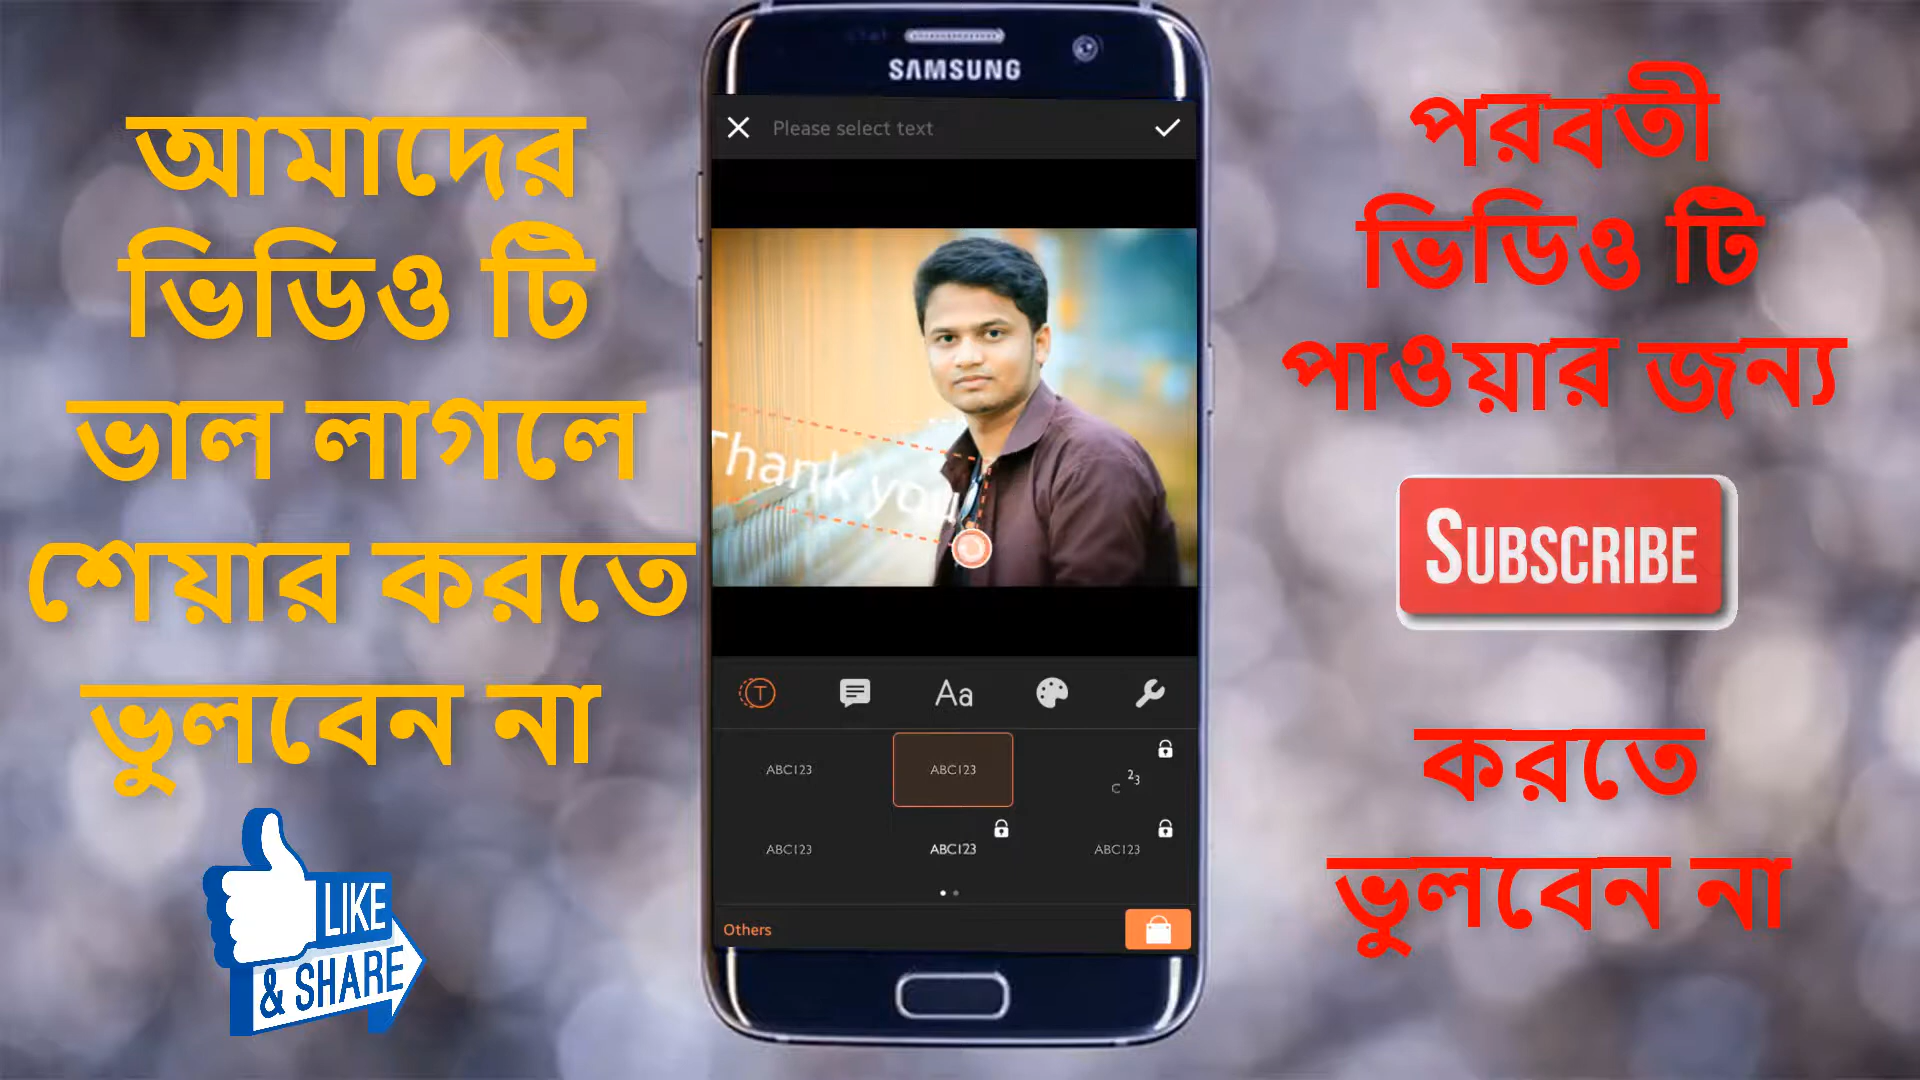 আমাদের
ভিডিও টি
ভাল লাগলে
শেয়ার করতে
ভুলবেন না
LIKE
& SHARE
SAMSUNG
Please select text
Thank you
Aa
ABC123
ABC123
C 23
ABC123
ABC123
ABC123
Others
পরবর্তী
ভিডিও টি
পাওয়ার জন্য
SUBSCRIBE
করতে
ভুলবেন না